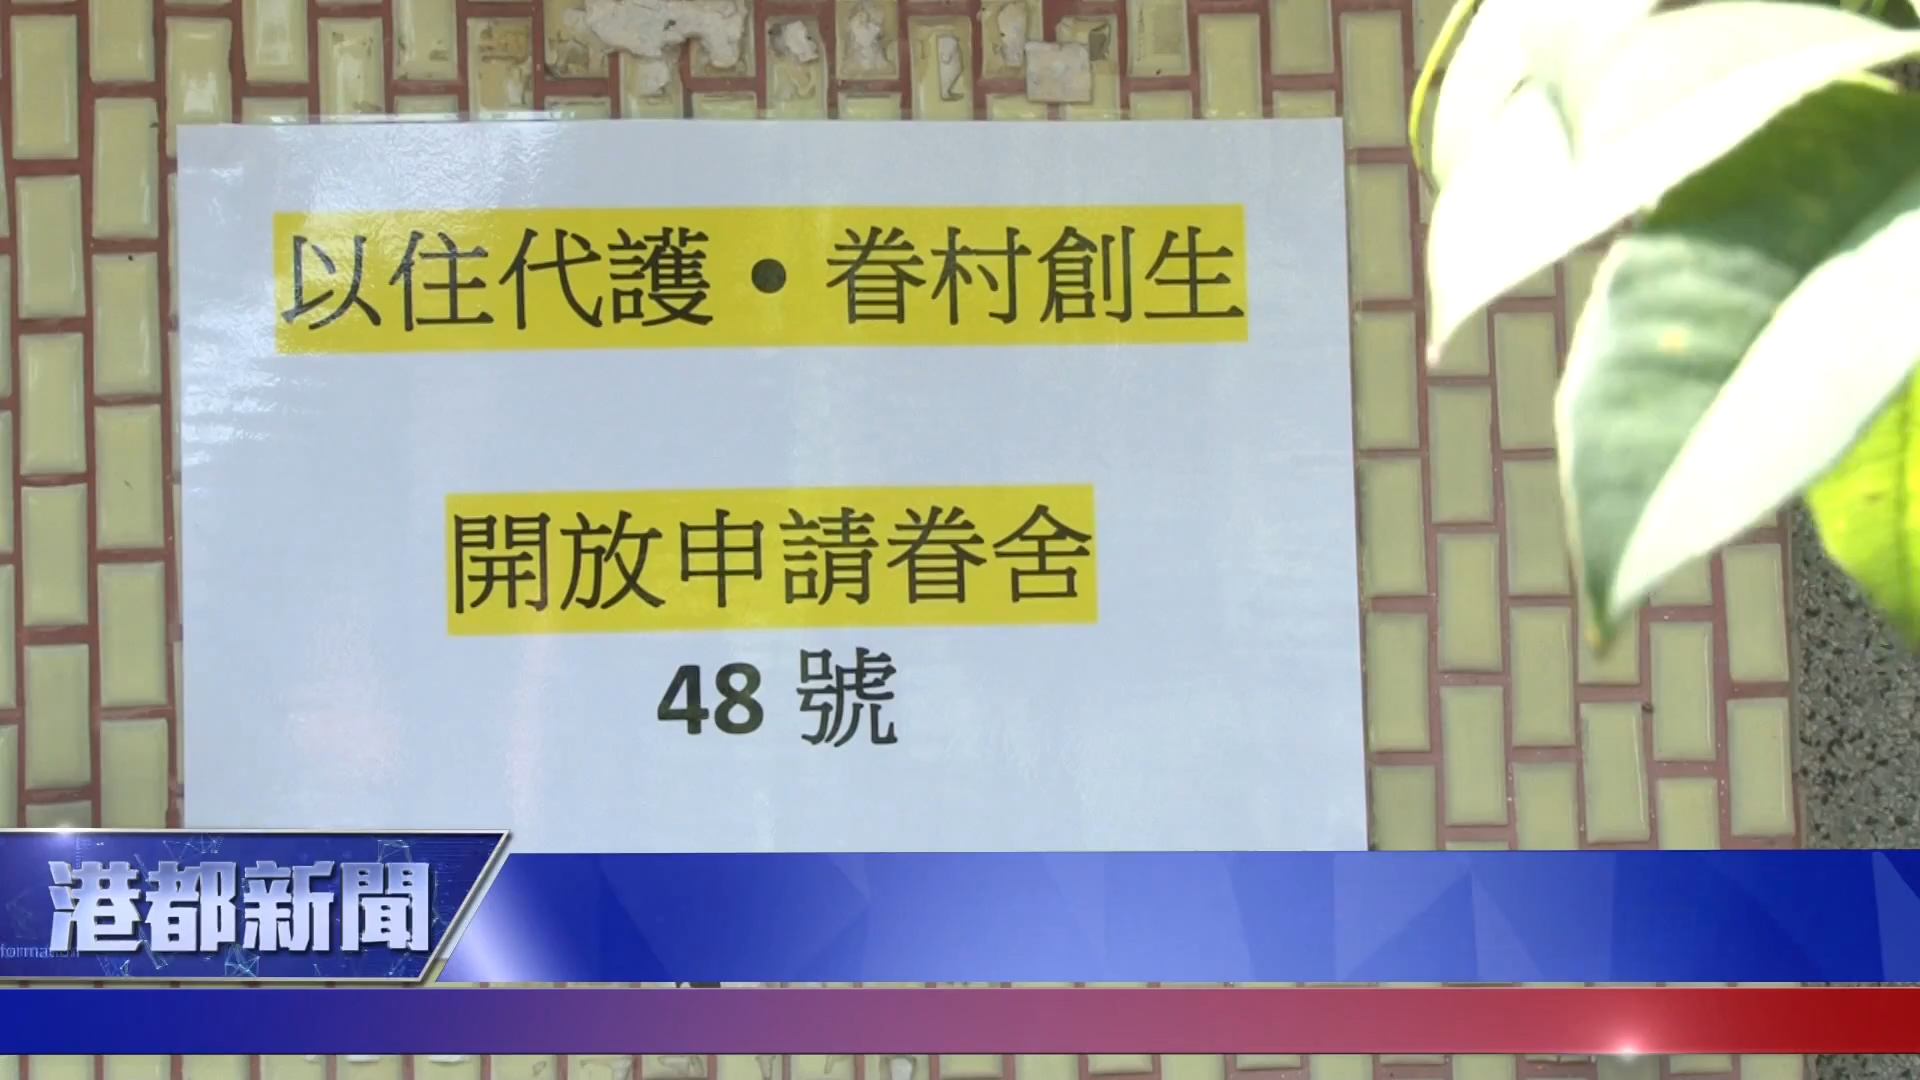 以住代護•眷村創生
開放申請眷舍
48 號
港都新聞
formation